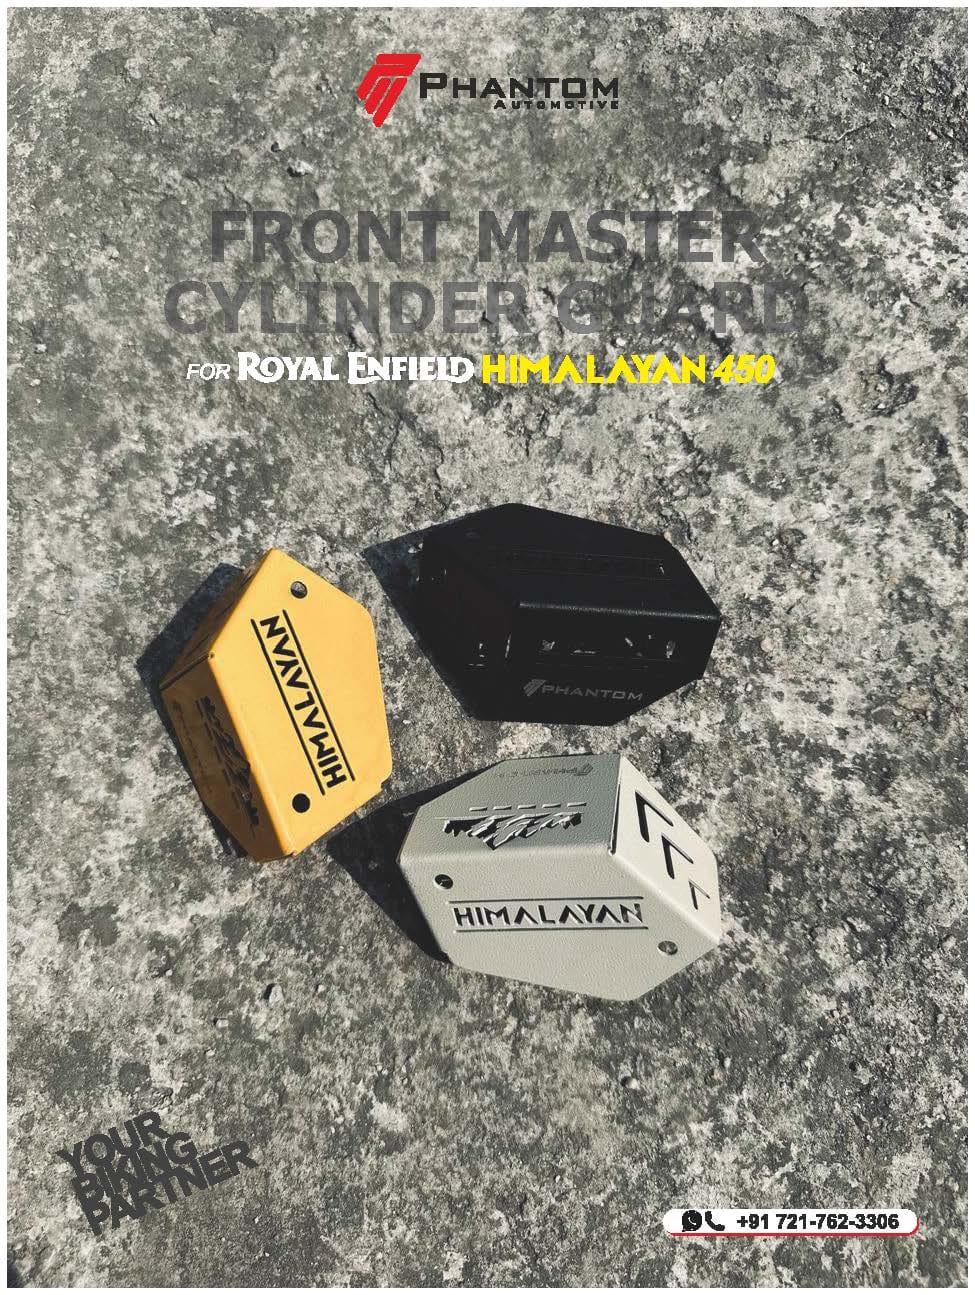 PHANTOM
AUTOMOTIVE
FRONT MASTER
CYLINDER GUARD
FOR ROYAL ENFIELD HIMALAYAN 450
HIMALAYAN
PHANTOM
PHANTOM
HIMALAYAN
YOUR
BIKING
PARTNER
+91 721-762-3306